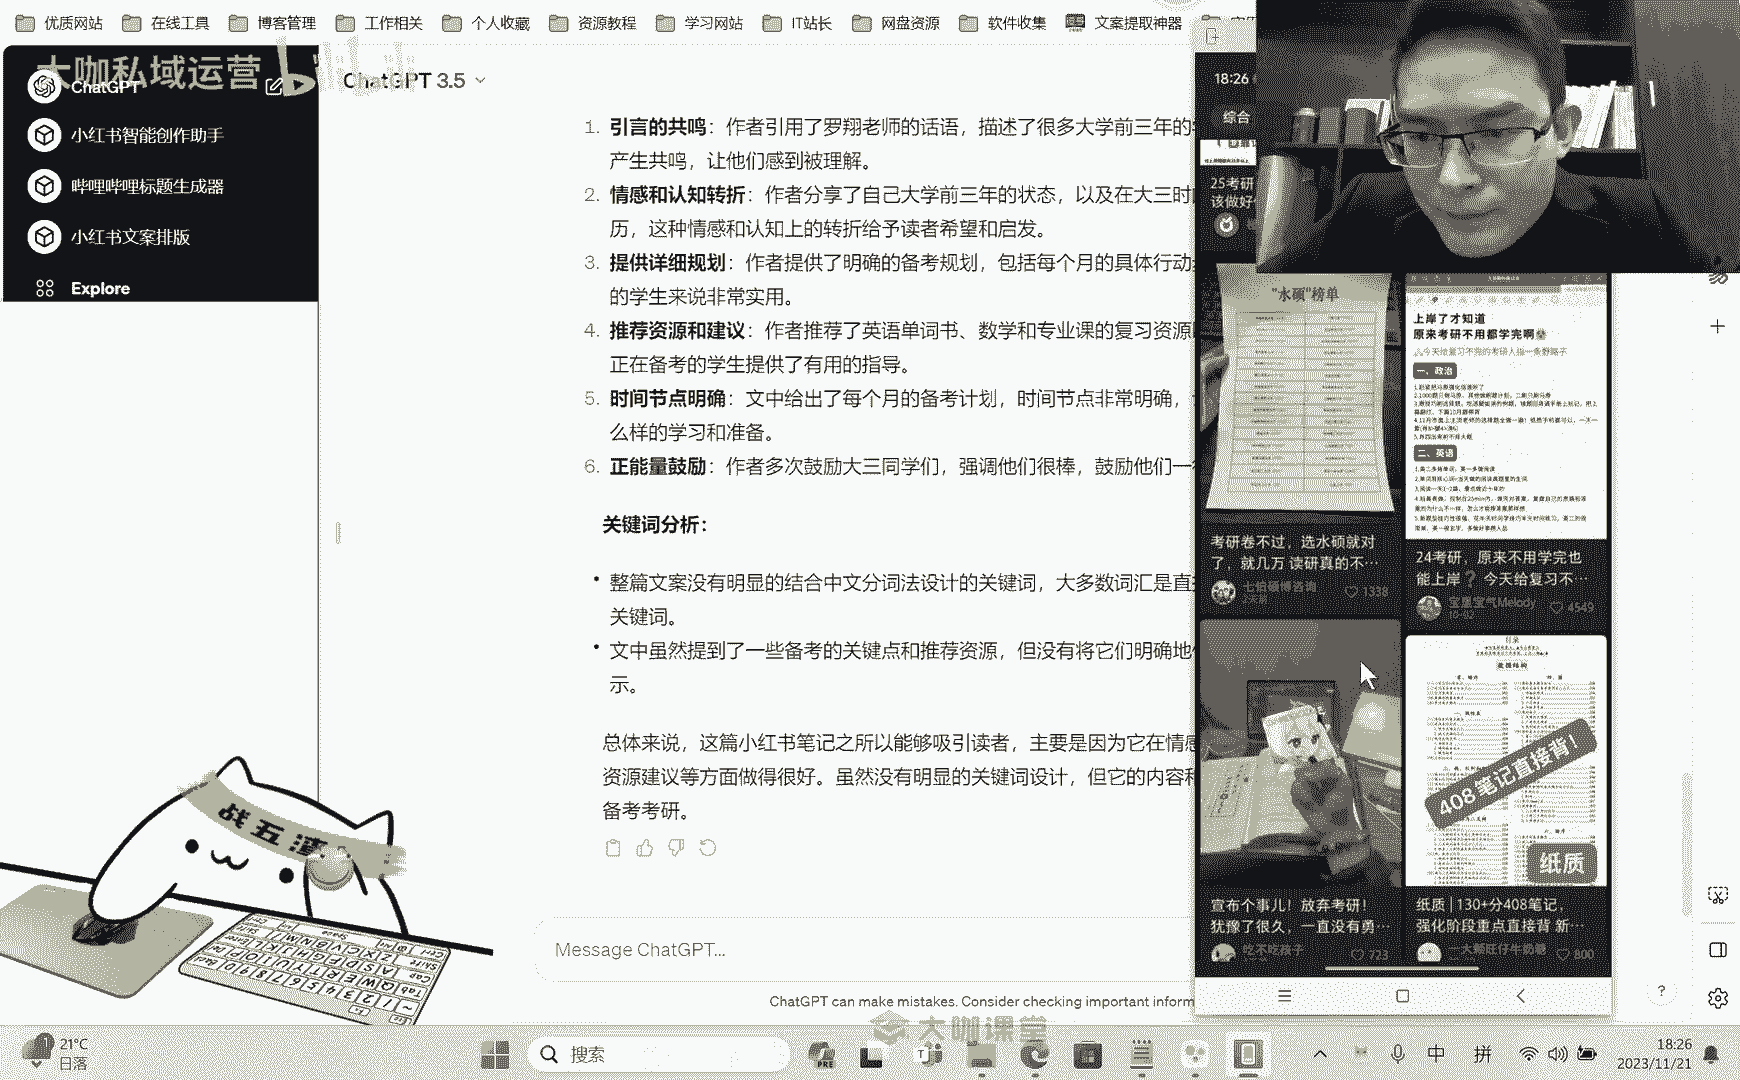 优质网站
在线工具
博客管理
工作相关
个人收藏
资源教程
学习网站
IT站长
网盘资源
软件收集
文案提取神器
大咖私域运营
ChatGPT
小红书智能创作助手
哔哩哔哩标题生成器
小红书文案排版
Explore
ChatGPT 3.5
1. 引言的共鸣：作者引用了罗翔老师的话语，描述了很多大学前三年的
产生共鸣，让他们感到被理解。
2. 情感和认知转折：作者分享了自己大学前三年的状态，以及在大三时
历，这种情感和认知上的转折给予读者希望和启发。
3. 提供详细规划：作者提供了明确的备考规划，包括每个月的具体行动
的学生来说非常实用。
4. 推荐资源和建议：作者推荐了英语单词书、数学和专业课的复习资源
正在备考的学生提供了有用的指导。
5. 时间节点明确：文中给出了每个月的备考计划，时间节点非常明确，
么样的学习和准备。
6. 正能量鼓励：作者多次鼓励大三同学们，强调他们很棒，鼓励他们一
关键词分析：
• 整篇文案没有明显的结合中文分词法设计的关键词，大多数词汇是直
关键词。
• 文中虽然提到了一些备考的关键点和推荐资源，但没有将它们明确地
示。
总体来说，这篇小红书笔记之所以能够吸引读者，主要是因为它在情感
资源建议等方面做得很好。虽然没有明显的关键词设计，但它的内容和
备考考研。
Message ChatGPT...
ChatGPT can make mistakes. Consider checking important inform
18:26
综合
25考研
该做好
"水硕"榜单
考研卷不过，选水硕就对
了，就几万 读研真的不…
1338
上岸了才知道
原来考研不用都学完啊
一、政治
二、英语
24考研，原来不用学完也
能上岸？今天给复习不…
宝里宝气Melody
10-02
4549
宣布个事儿！放弃考研！
犹豫了很久，一直没有勇…
吃不吃孩子
723
目录
数据结构
408笔记直接背！
纸质
纸质 | 130+分408笔记，
强化阶段重点直接背 新…
一大颗旺仔牛奶糖
800
战五渣
大咖课堂
21°C
日落
搜索
PRE
中
拼
18:26
2023/11/21